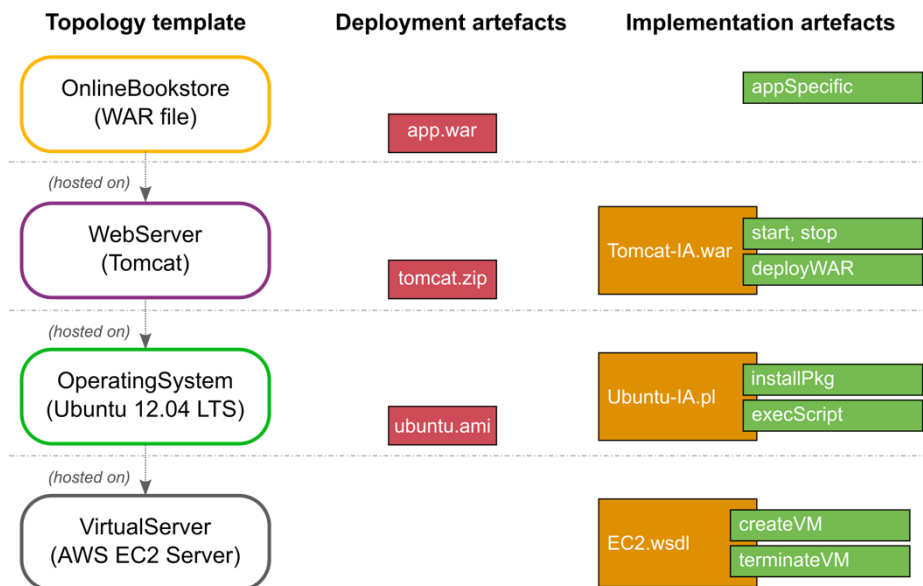 Topology template
Deployment artefacts
Implementation artefacts
OnlineBookstore
(WAR file)
app.war
appSpecific
(hosted on)
WebServer
(Tomcat)
tomcat.zip
Tomcat-IA.war
start, stop
deployWAR
(hosted on)
OperatingSystem
(Ubuntu 12.04 LTS)
ubuntu.ami
Ubuntu-IA.pl
installPkg
execScript
(hosted on)
VirtualServer
(AWS EC2 Server)
EC2.wsdl
createVM
terminateVM